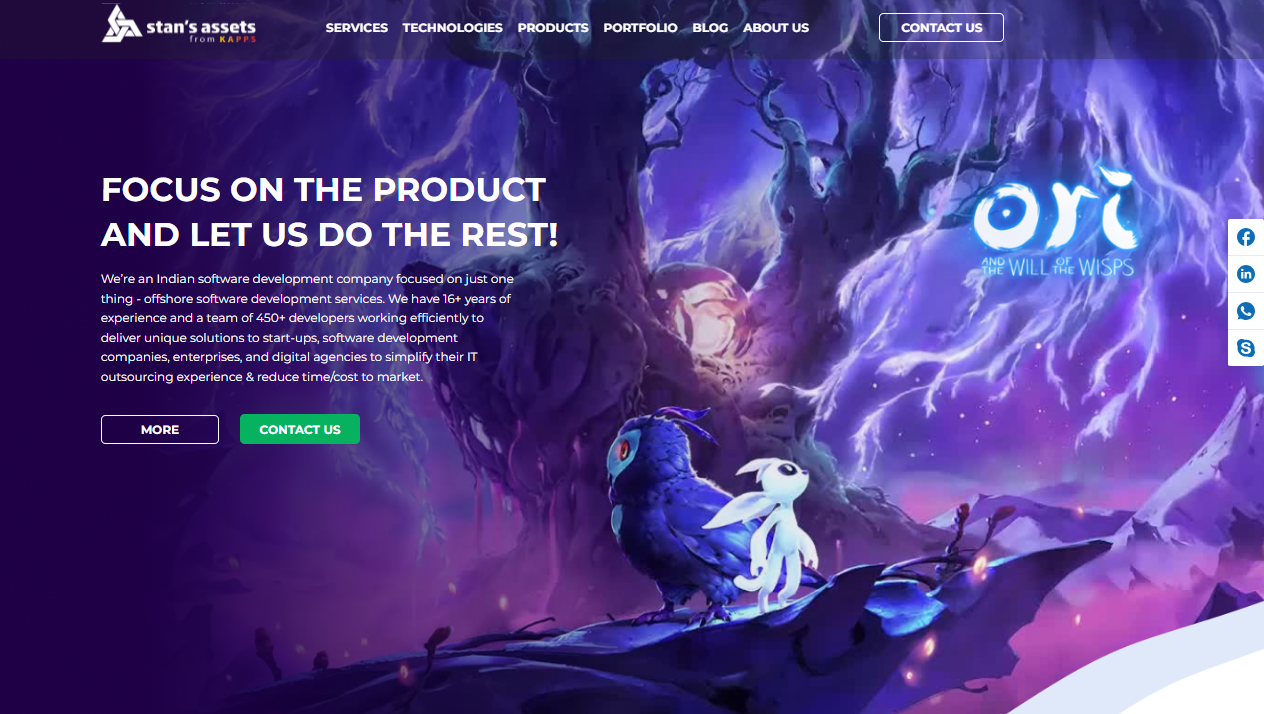 stan's assets
from KAPPS
SERVICES TECHNOLOGIES PRODUCTS PORTFOLIO BLOG ABOUT US CONTACT US
FOCUS ON THE PRODUCT
AND LET US DO THE REST!
We're an Indian software development company focused on just one
thing - offshore software development services. We have 16+ years of
experience and a team of 450+ developers working efficiently to
deliver unique solutions to start-ups, software development
companies, enterprises, and digital agencies to simplify their IT
outsourcing experience & reduce time/cost to market.
MORE CONTACT US
ori
AND THE WILL OF THE WISPS